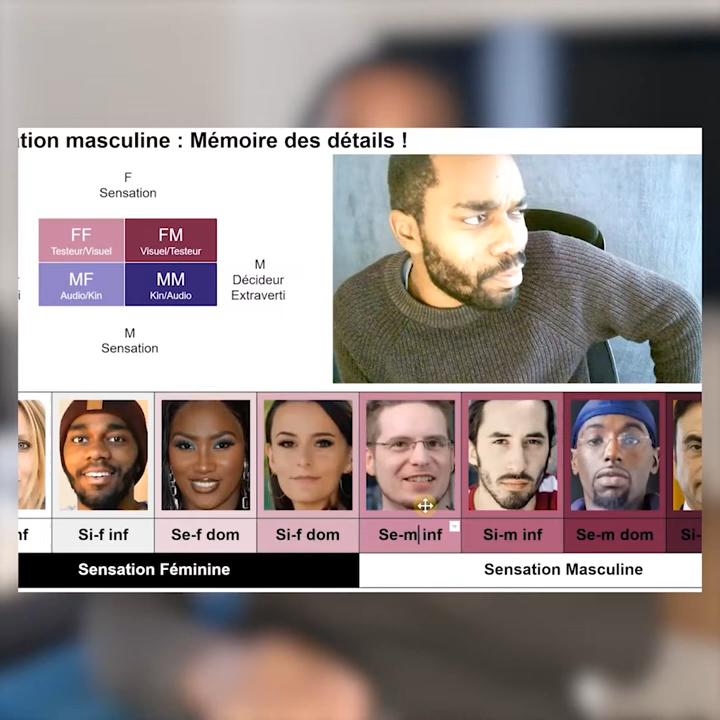 tion masculine : Mémoire des détails !
F
Sensation
FF
Testeur/Visuel
FM
Visuel/Testeur
MF
Audio/Kin
MM
Kin/Audio
M
Décideur
Extraverti
M
Sensation
Si-f inf
Se-f dom
Si-f dom
Se-m inf
Si-m inf
Se-m dom
Si-
Sensation Féminine
Sensation Masculine